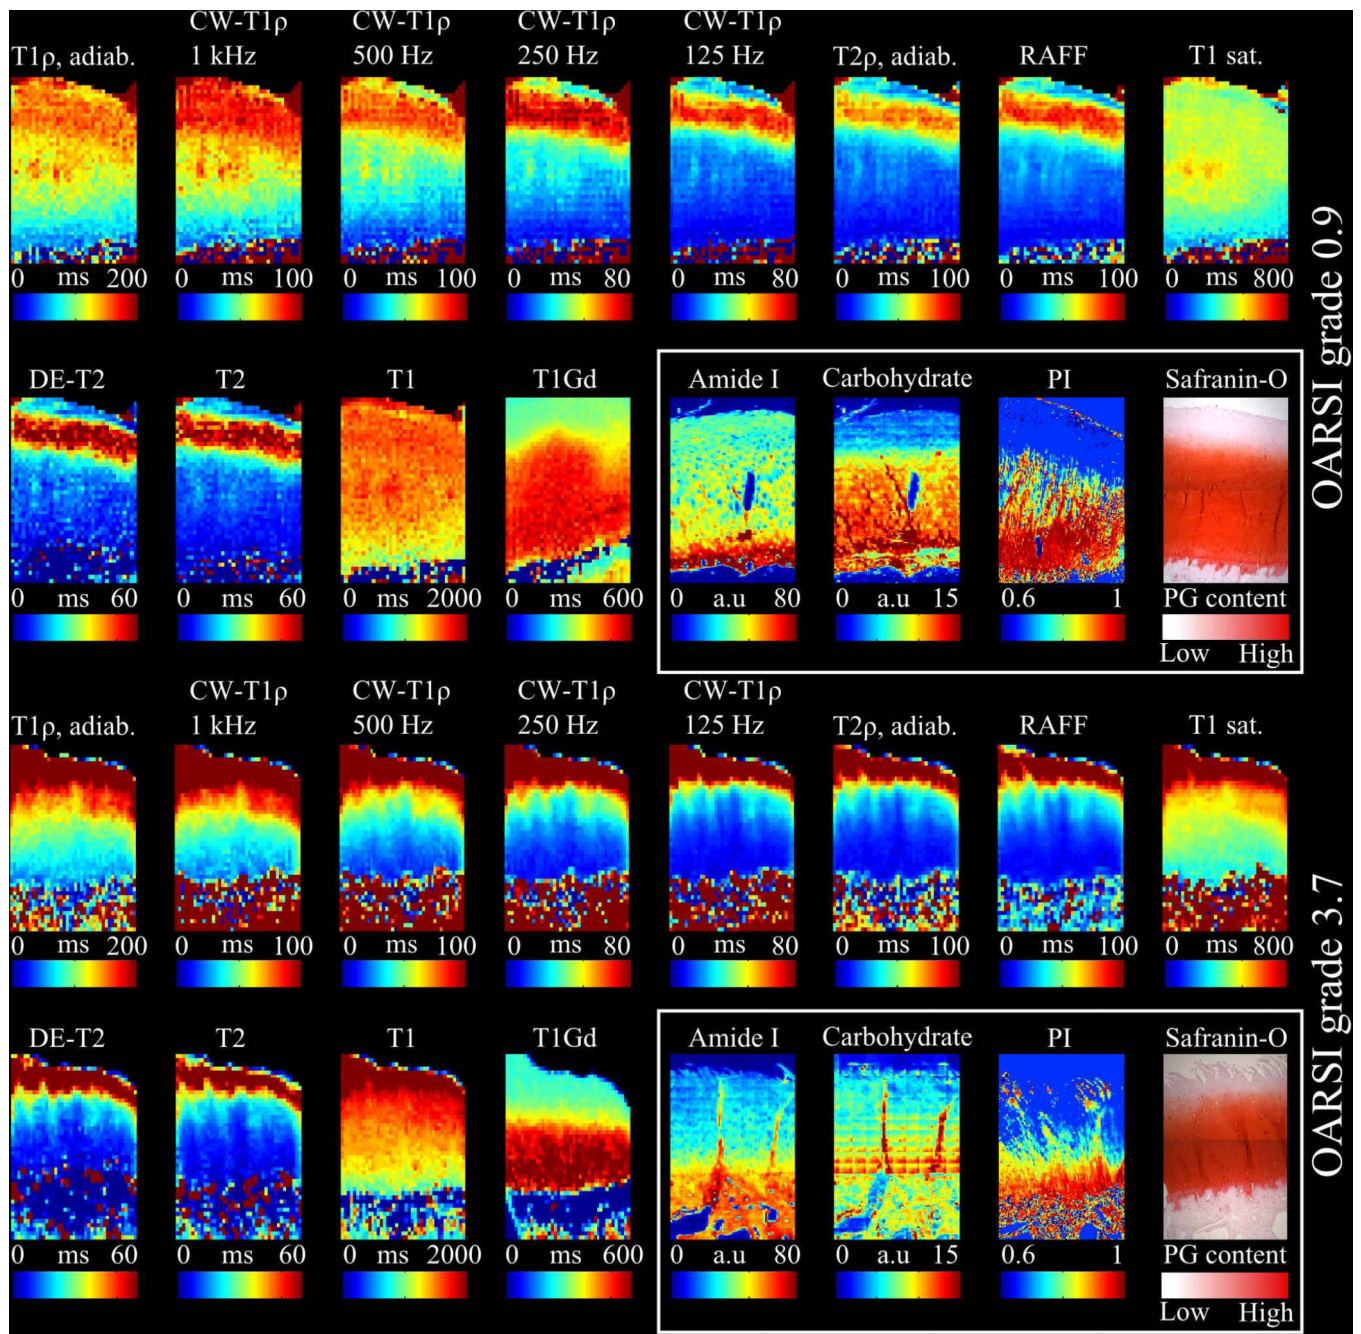 CW-T1ρ CW-T1ρ CW-T1ρ CW-T1ρ
T1ρ, adiab. 1 kHz 500 Hz 250 Hz 125 Hz T2ρ, adiab. RAFF T1 sat.
0 ms 200 0 ms 100 0 ms 100 0 ms 80 0 ms 80 0 ms 100 0 ms 100 0 ms 800
DE-T2 T2 T1 T1Gd Amide I Carbohydrate PI Safranin-O
0 ms 60 0 ms 60 0 ms 2000 0 ms 600 0 a.u 80 0 a.u 15 0.6 1 PG content
Low High
OARSI grade 0.9
CW-T1ρ CW-T1ρ CW-T1ρ CW-T1ρ
T1ρ, adiab. 1 kHz 500 Hz 250 Hz 125 Hz T2ρ, adiab. RAFF T1 sat.
0 ms 200 0 ms 100 0 ms 100 0 ms 80 0 ms 80 0 ms 100 0 ms 100 0 ms 800
DE-T2 T2 T1 T1Gd Amide I Carbohydrate PI Safranin-O
0 ms 60 0 ms 60 0 ms 2000 0 ms 600 0 a.u 80 0 a.u 15 0.6 1 PG content
Low High
OARSI grade 3.7